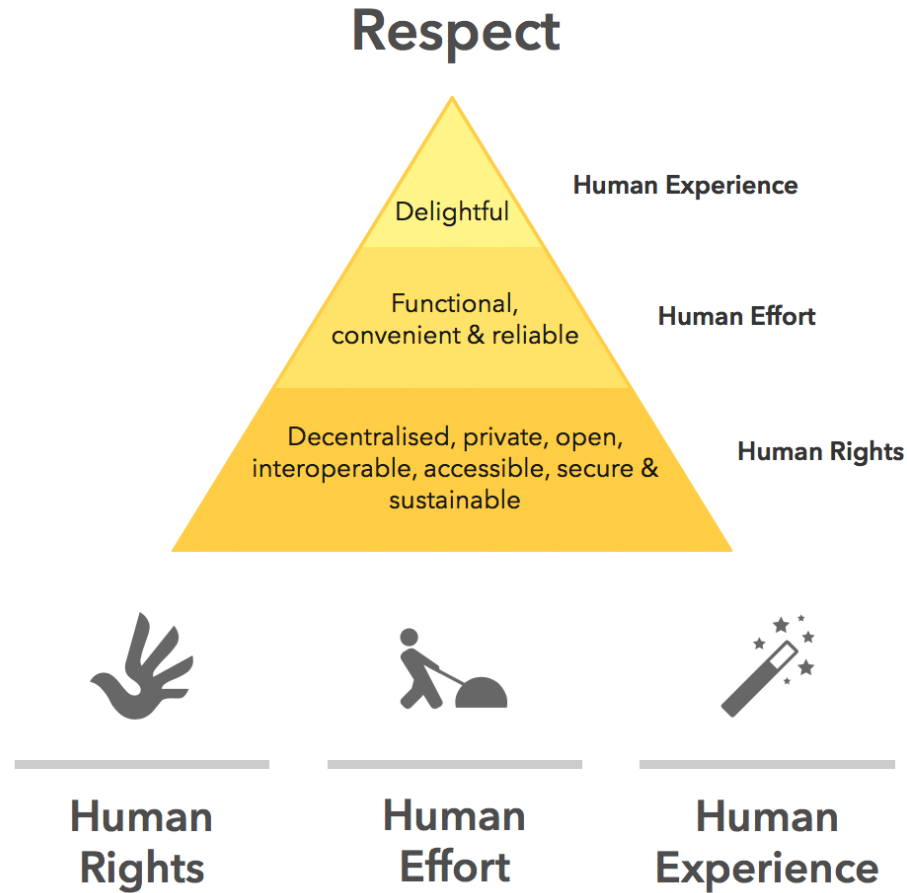 Respect
Human Experience
Delightful
Functional,
convenient & reliable
Human Effort
Decentralised, private, open,
interoperable, accessible, secure &
sustainable
Human Rights
Human
Rights
Human
Effort
Human
Experience